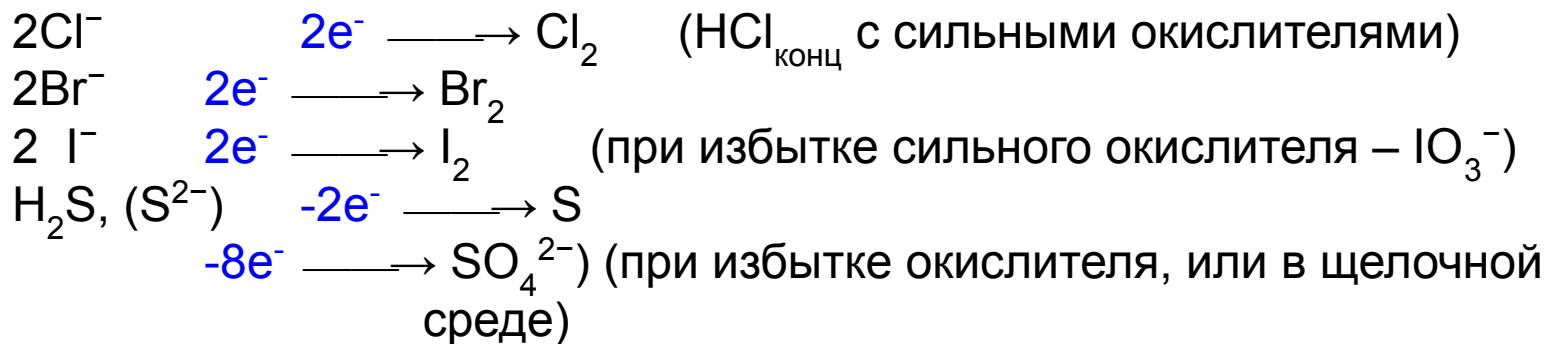 2Cl⁻ 2e⁻ ⟶ Cl₂ (HClконц с сильными окислителями)
2Br⁻ 2e⁻ ⟶ Br₂
2 I⁻ 2e⁻ ⟶ I₂ (при избытке сильного окислителя – IO₃⁻)
H₂S, (S²⁻) -2e⁻ ⟶ S
-8e⁻ ⟶ SO₄²⁻) (при избытке окислителя, или в щелочной
среде)